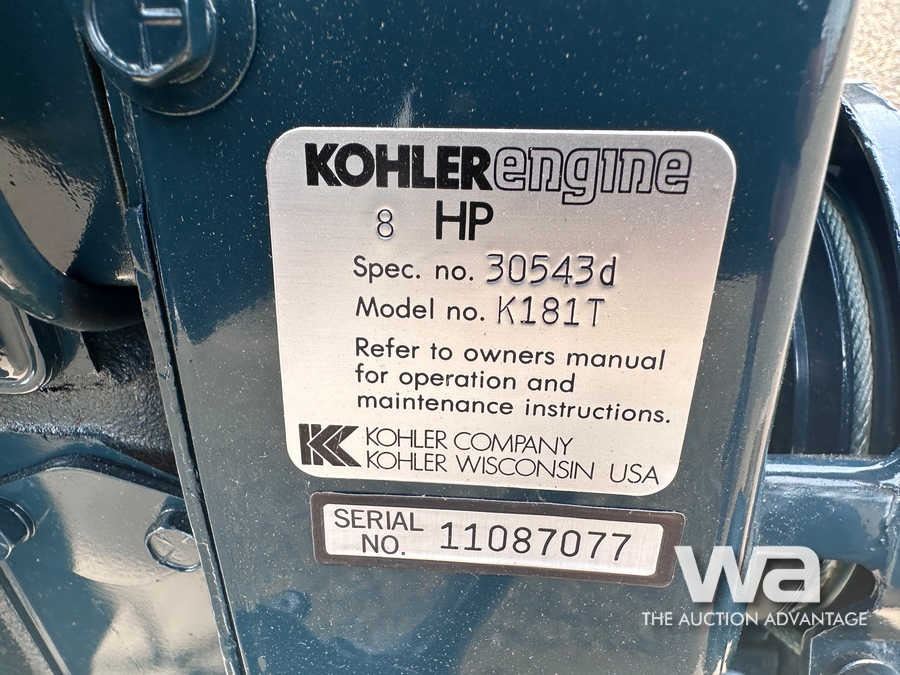 KOHLERengine
8 HP
Spec. no. 30543d
Model no. K181T
Refer to owners manual
for operation and
maintenance instructions.
KOHLER COMPANY
KOHLER WISCONSIN USA
SERIAL NO. 11087077
wa
THE AUCTION ADVANTAGE